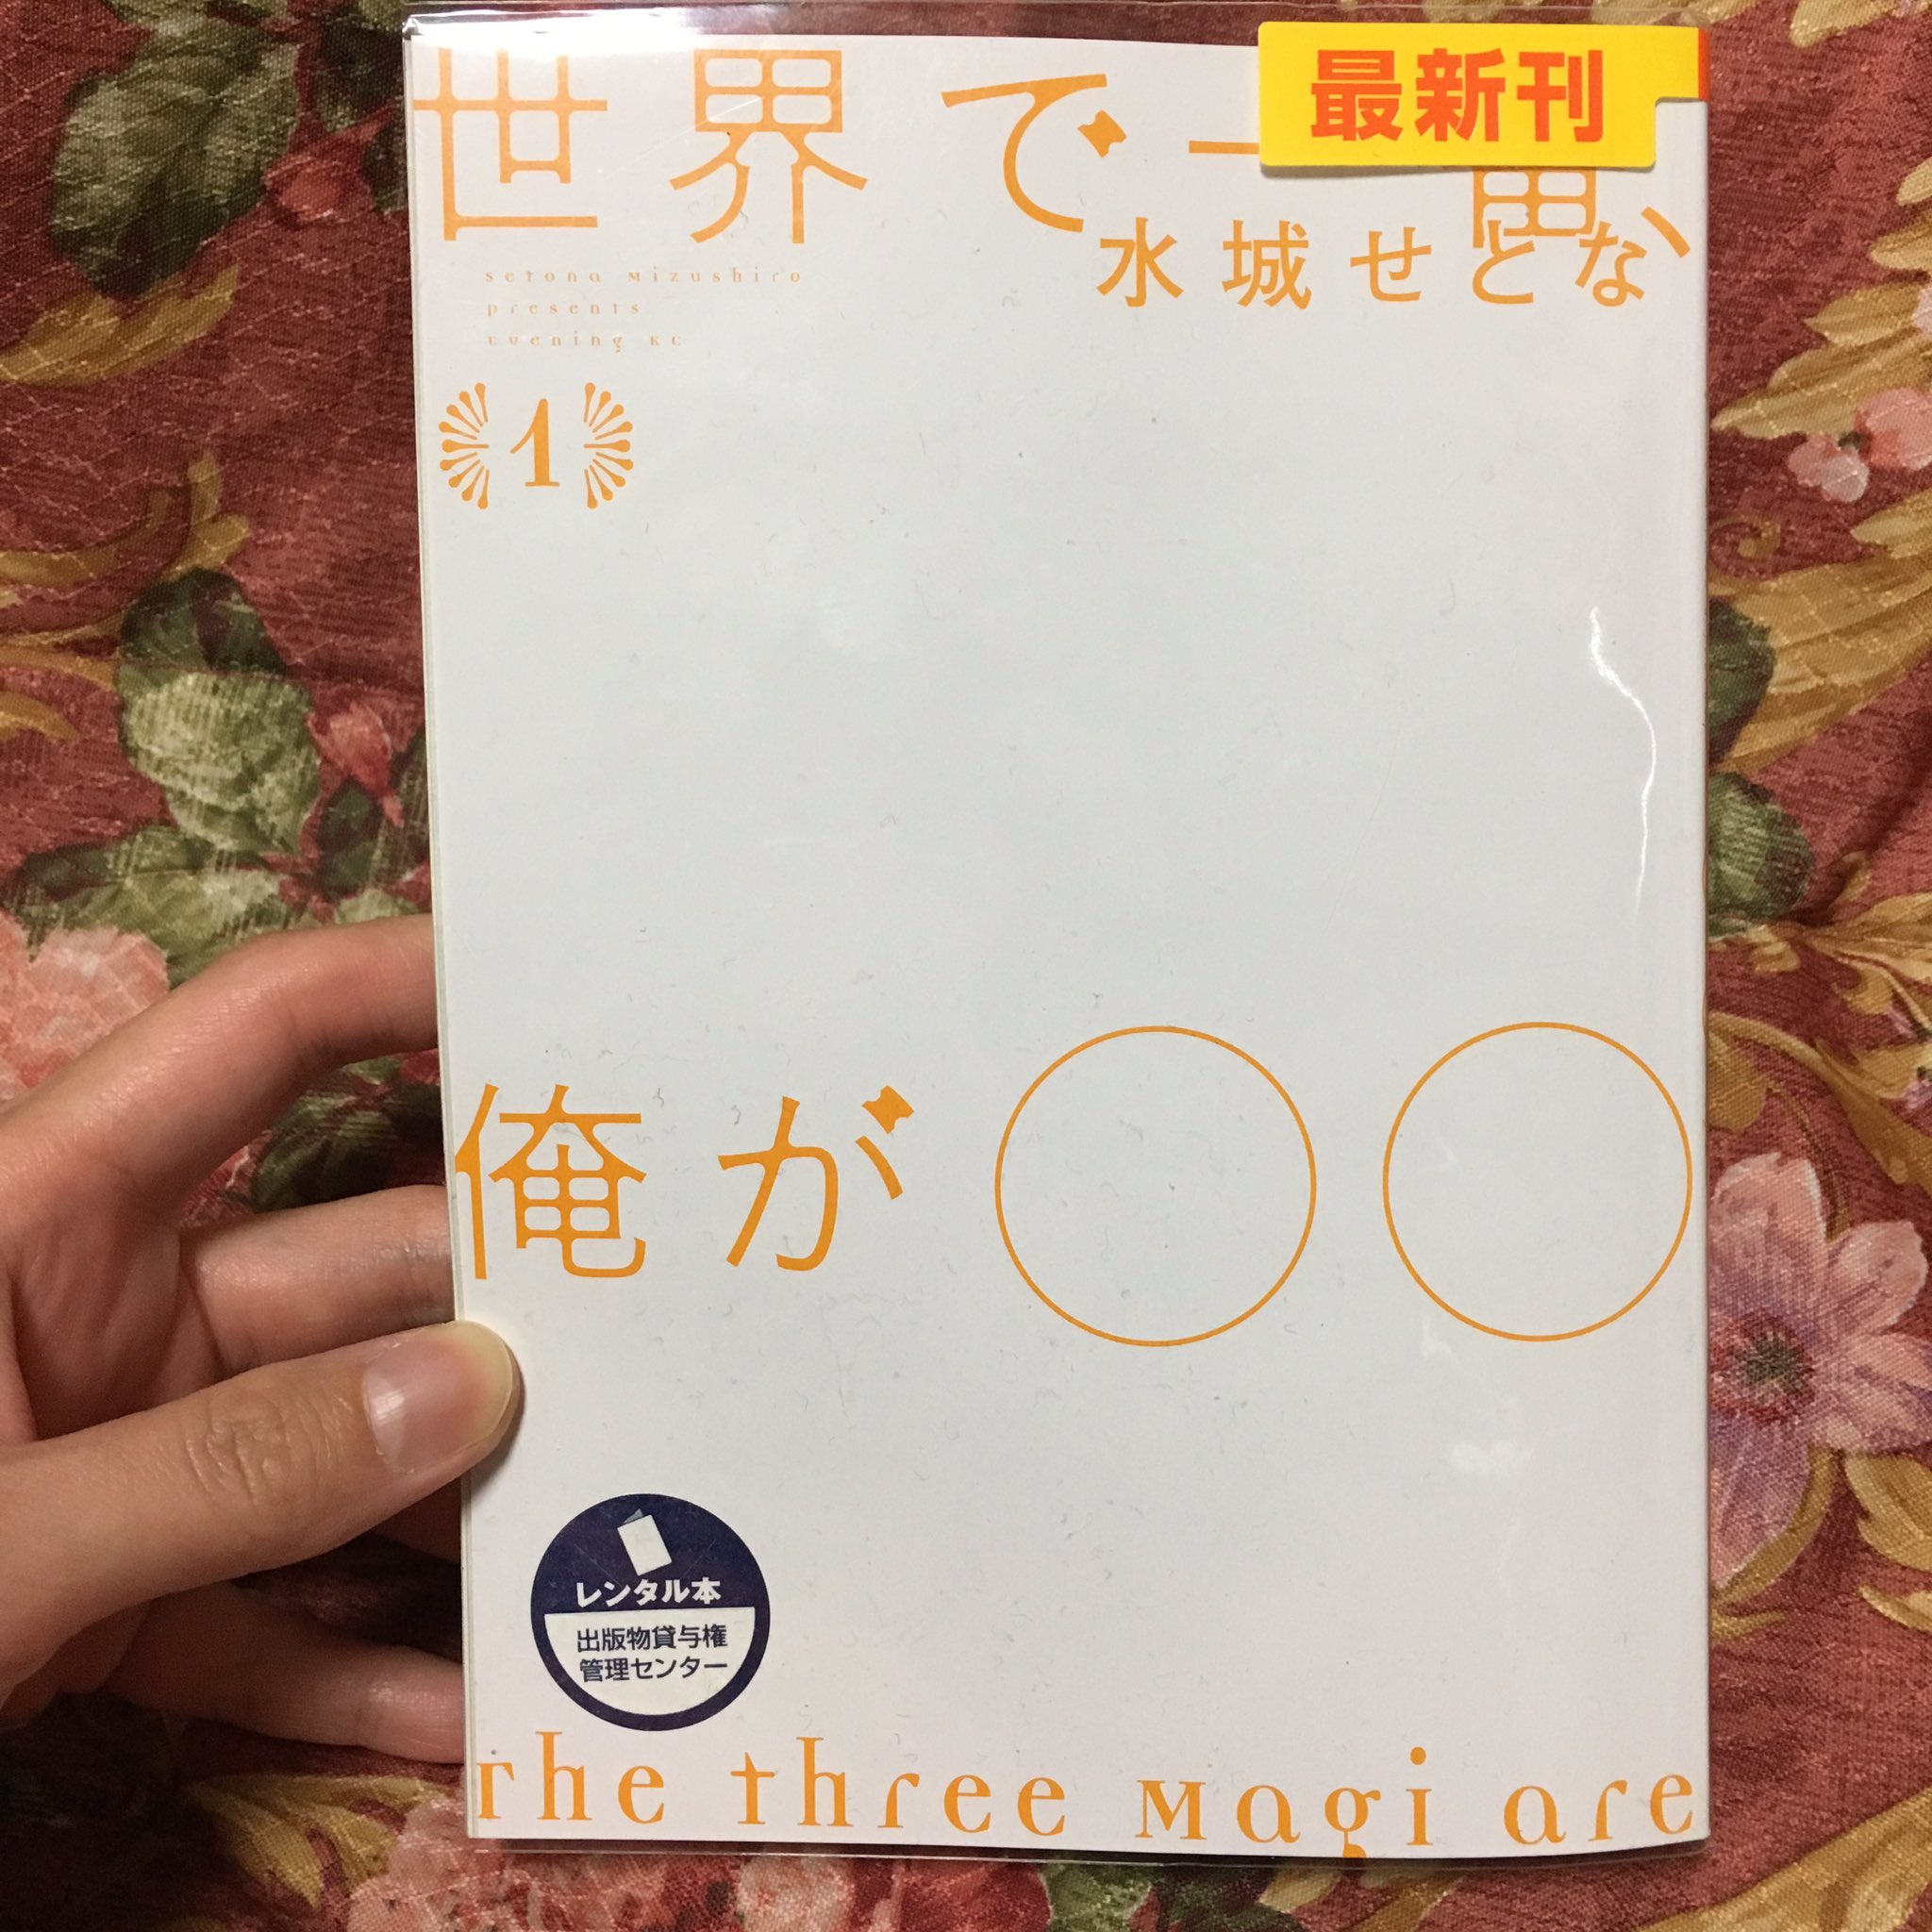 世界で一番、
最新刊
水城せとな
setona mizushiro
presents
evening KC
1
俺が○○
レンタル本
出版物貸与権
管理センター
The three Magi are